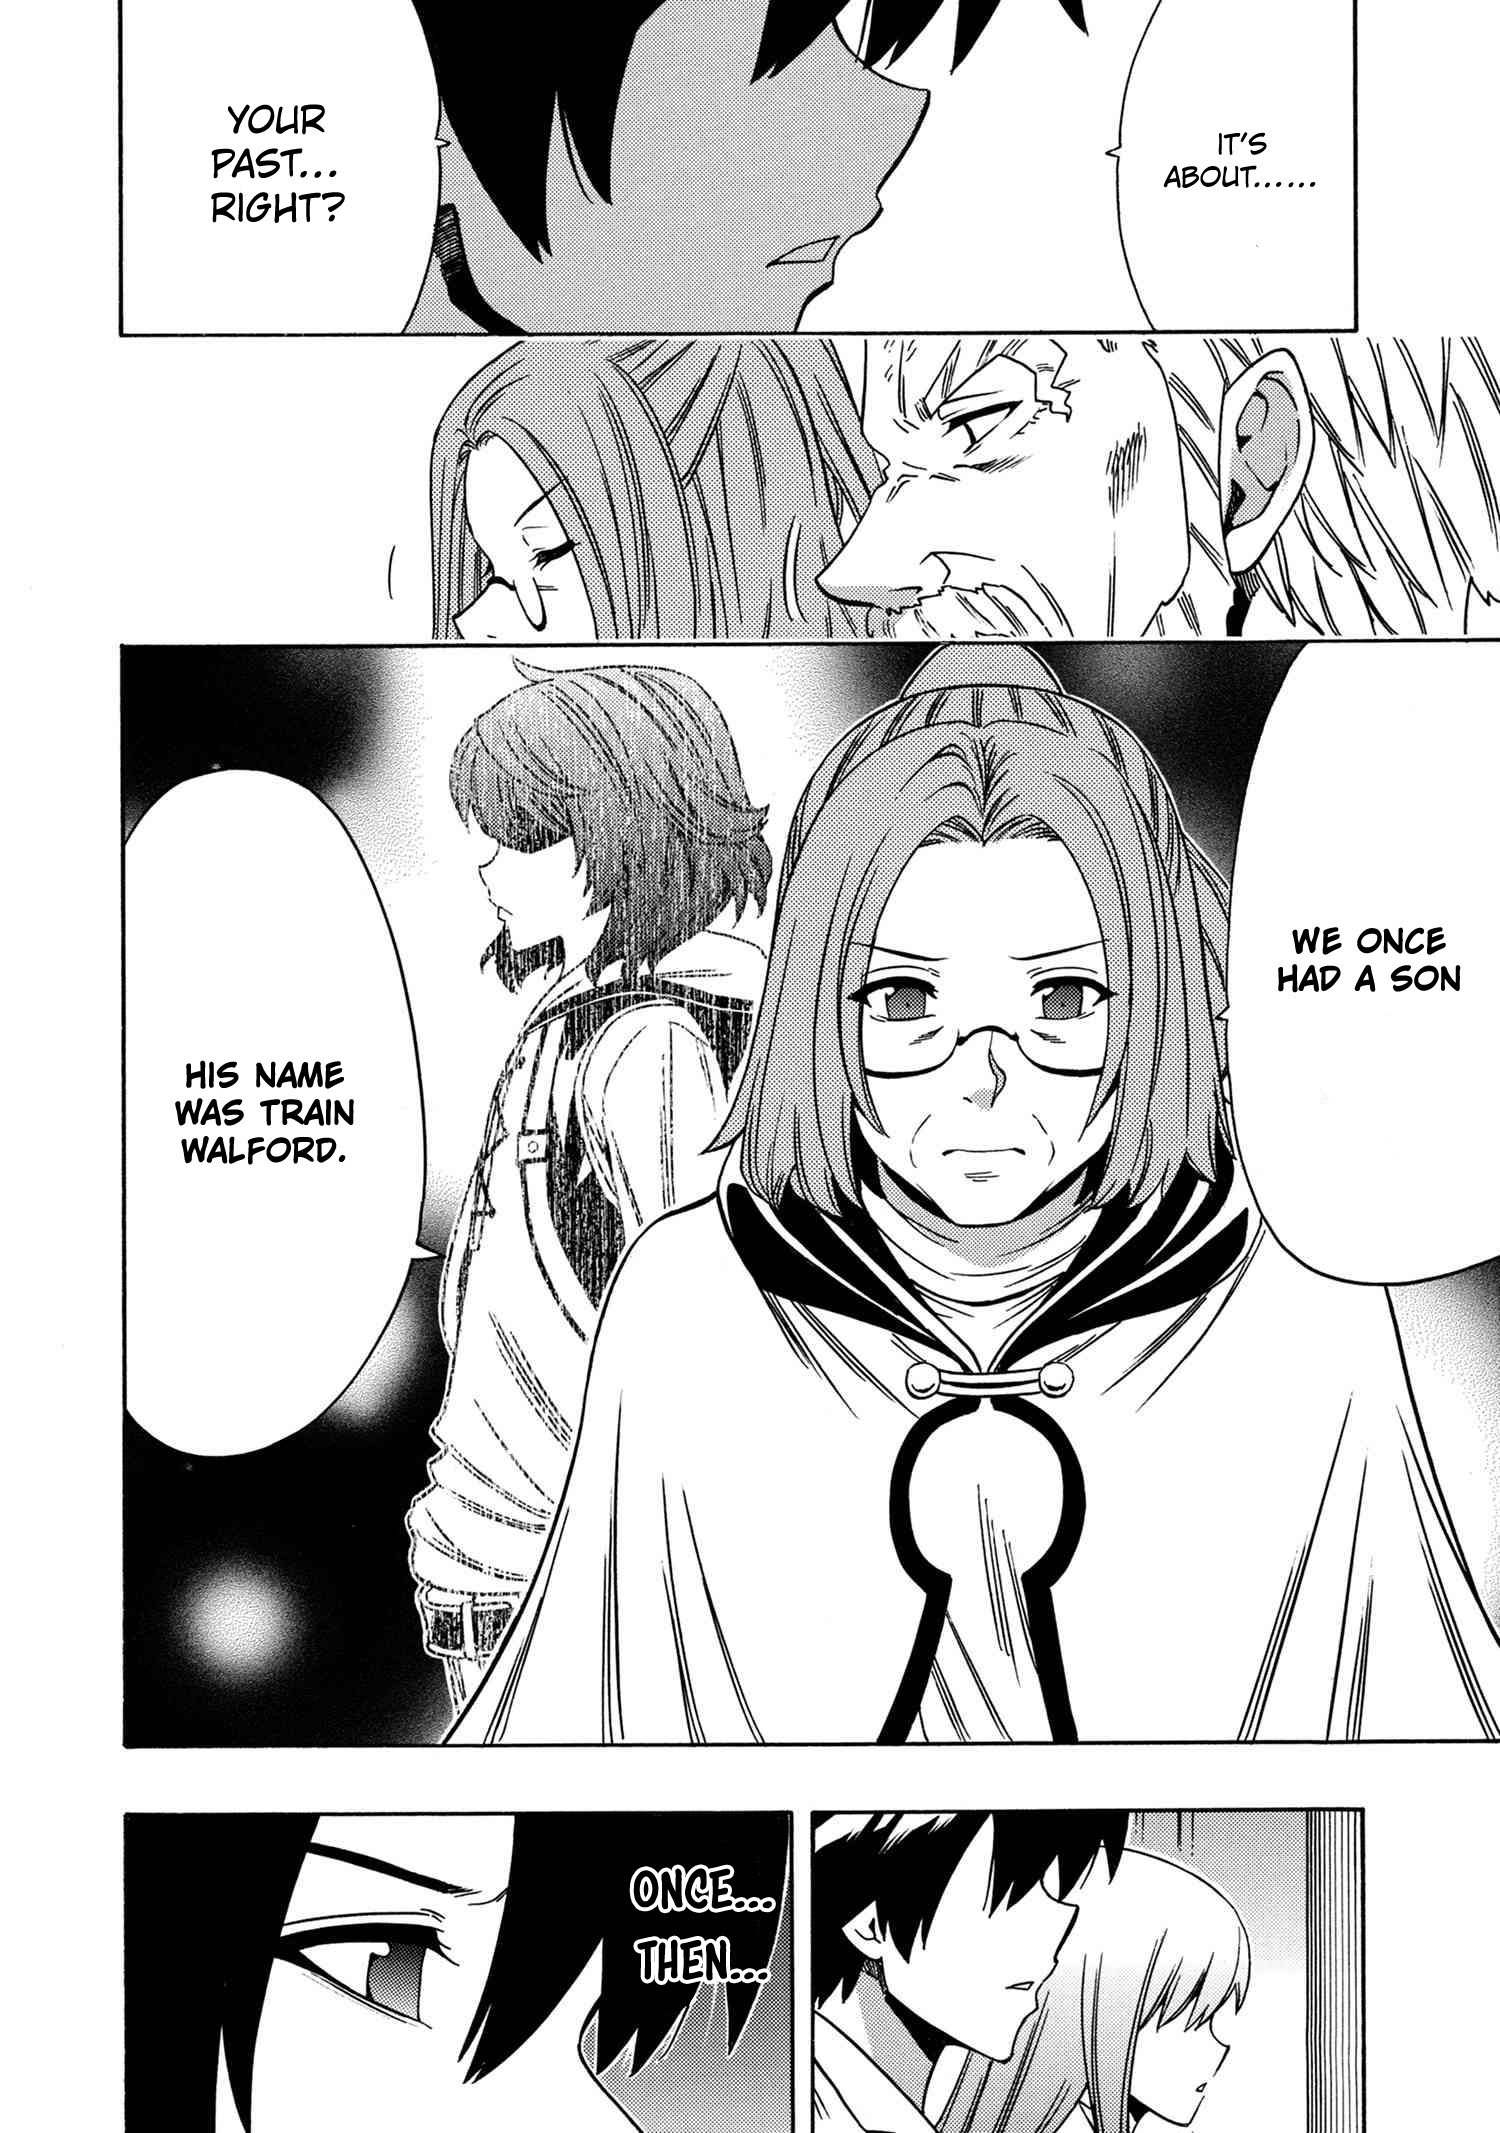 IT'S
ABOUT......
YOUR
PAST...
RIGHT?
WE ONCE
HAD A SON
HIS NAME
WAS TRAIN
WALFORD.
ONCE...
THEN...